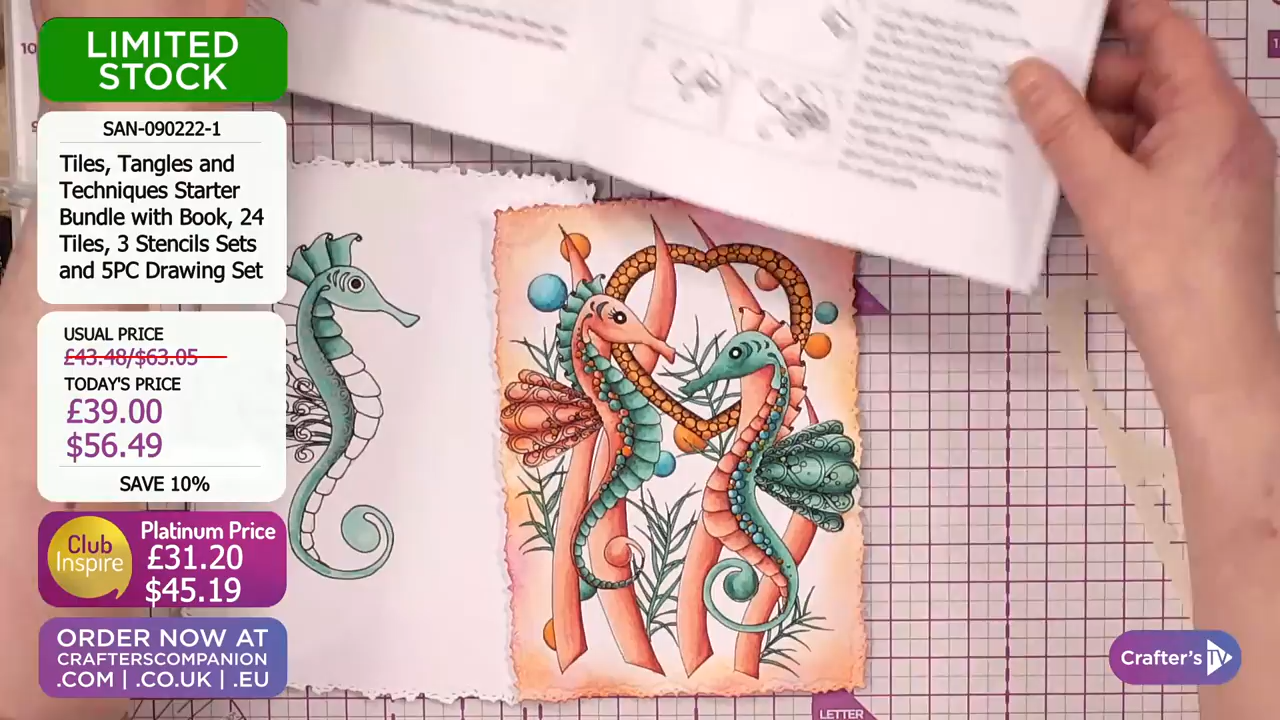 LIMITED
STOCK
SAN-090222-1
Tiles, Tangles and
Techniques Starter
Bundle with Book, 24
Tiles, 3 Stencils Sets
and 5PC Drawing Set
USUAL PRICE
£43.48/$63.05
TODAY'S PRICE
£39.00
$56.49
SAVE 10%
Club
Inspire
Platinum Price
£31.20
$45.19
ORDER NOW AT
CRAFTERSCOMPANION
.COM | .CO.UK | .EU
Crafter's TV
LETTER
10